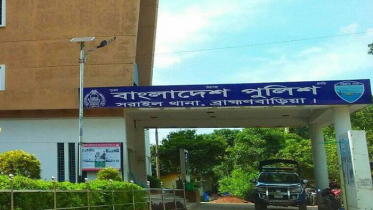 বাংলাদেশ পুলিশ
সরাইল থানা, ব্রাহ্মণবাড়িয়া।